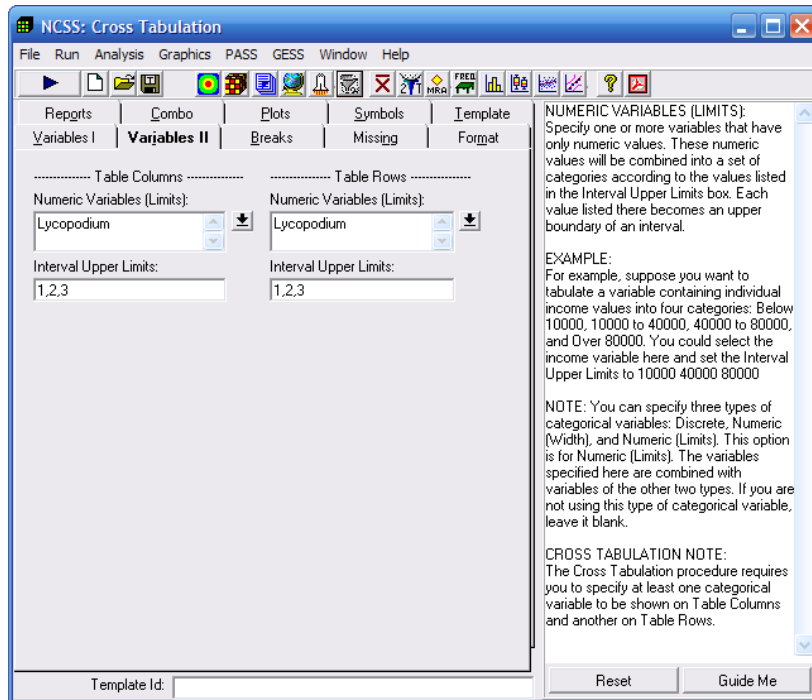 NCSS: Cross Tabulation
File Run Analysis Graphics PASS GESS Window Help
MRA FREQ
Reports Combo Plots Symbols Template
Variables I Variables II Breaks Missing Format
-------------- Table Columns -------------- --------------- Table Rows ---------------
Numeric Variables (Limits): Numeric Variables (Limits):
Lycopodium Lycopodium
Interval Upper Limits: Interval Upper Limits:
1,2,3 1,2,3
Template Id:
NUMERIC VARIABLES (LIMITS):
Specify one or more variables that have
only numeric values. These numeric
values will be combined into a set of
categories according to the values listed
in the Interval Upper Limits box. Each
value listed there becomes an upper
boundary of an interval.
EXAMPLE:
For example, suppose you want to
tabulate a variable containing individual
income values into four categories: Below
10000, 10000 to 40000, 40000 to 80000,
and Over 80000. You could select the
income variable here and set the Interval
Upper Limits to 10000 40000 80000
NOTE: You can specify three types of
categorical variables: Discrete, Numeric
(Width), and Numeric (Limits). This option
is for Numeric (Limits). The variables
specified here are combined with
variables of the other two types. If you are
not using this type of categorical variable,
leave it blank.
CROSS TABULATION NOTE:
The Cross Tabulation procedure requires
you to specify at least one categorical
variable to be shown on Table Columns
and another on Table Rows.
Reset Guide Me